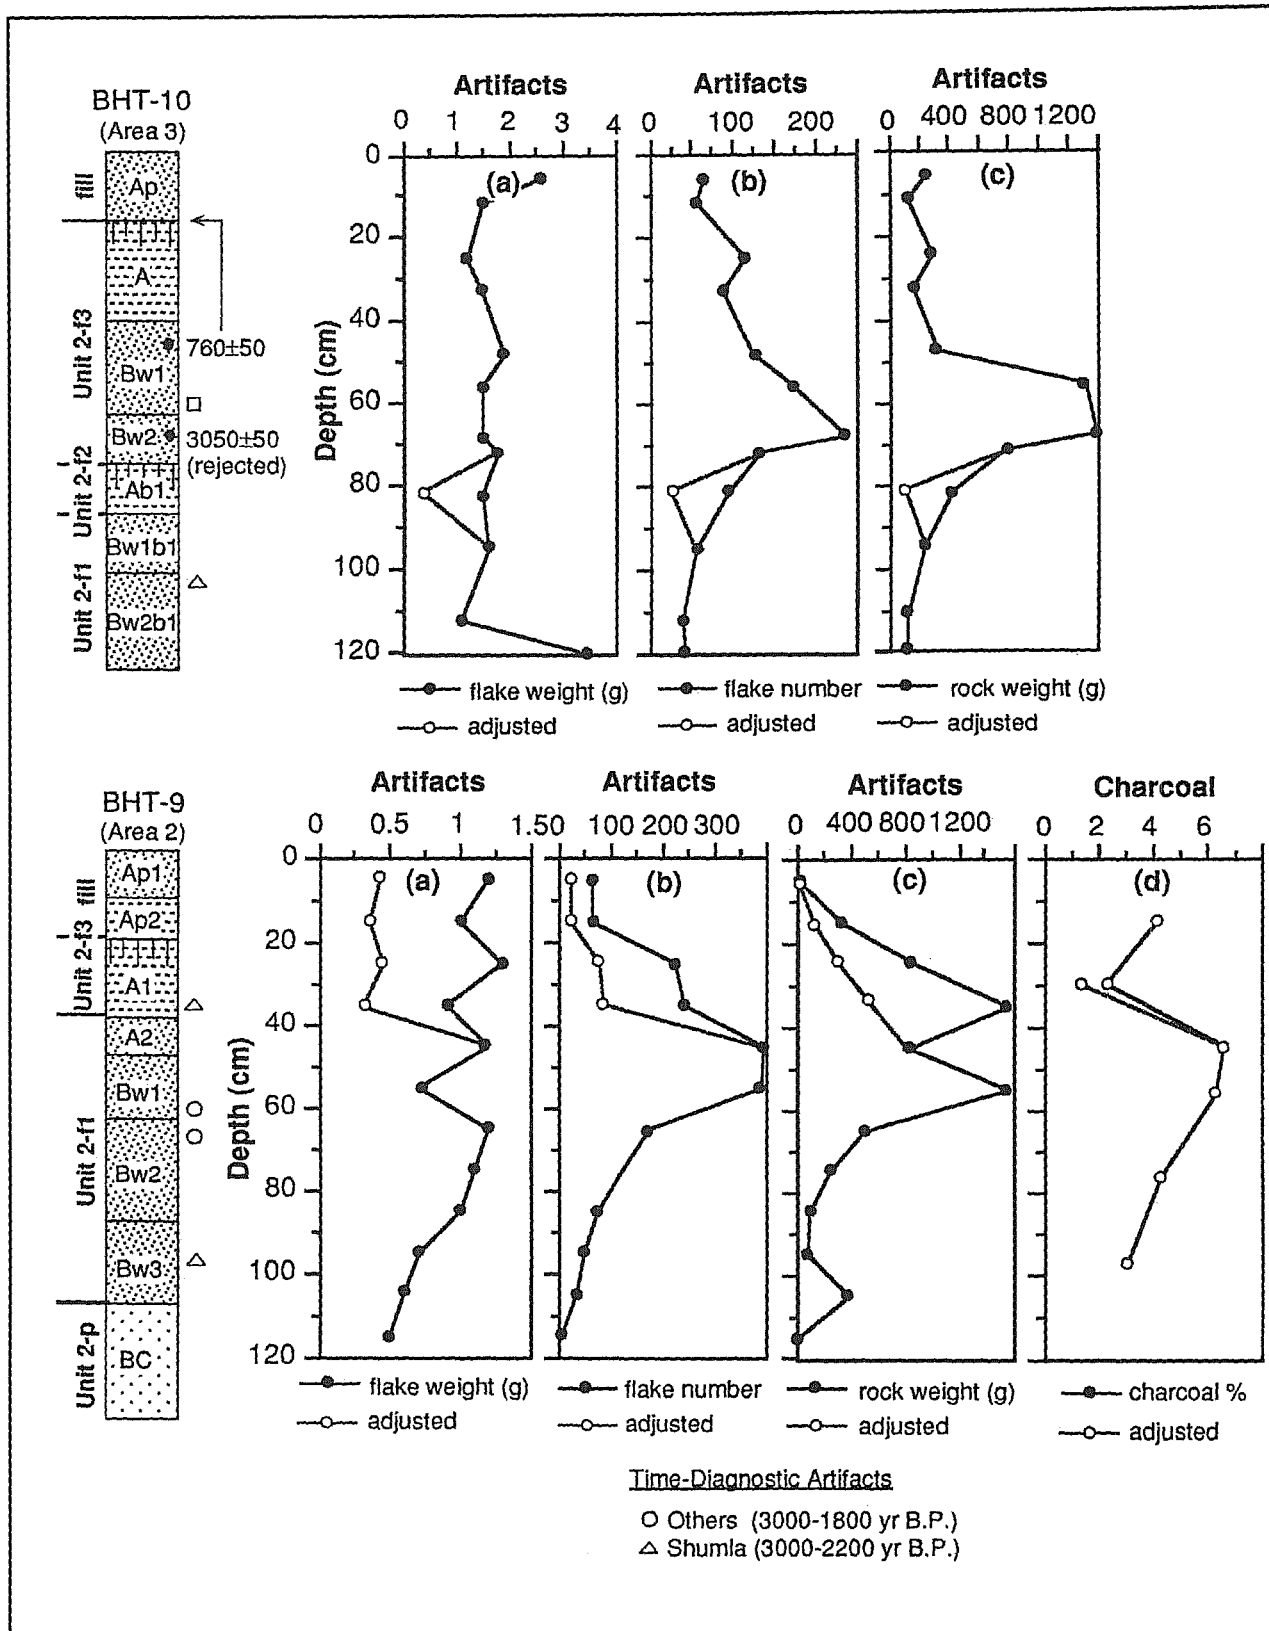 BHT-10
(Area 3)
fill
Unit 2-f3
Unit 2-f2
Unit 2-f1
Ap
A
Bw1
Bw2
Ab1
Bw1b1
Bw2b1
760±50
3050±50
(rejected)
Depth (cm)
0
20
40
60
80
100
120
Artifacts
0 1 2 3 4
(a)
flake weight (g)
adjusted
Artifacts
0 100 200
(b)
flake number
adjusted
Artifacts
0 400 800 1200
(c)
rock weight (g)
adjusted
BHT-9
(Area 2)
fill
Unit 2-f3
Unit 2-f1
Unit 2-p
Ap1
Ap2
A1
A2
Bw1
Bw2
Bw3
BC
Depth (cm)
0
20
40
60
80
100
120
Artifacts
0 0.5 1 1.5
(a)
flake weight (g)
adjusted
Artifacts
0 100 200 300
(b)
flake number
adjusted
Artifacts
0 400 800 1200
(c)
rock weight (g)
adjusted
Charcoal
0 2 4 6
(d)
charcoal %
adjusted
Time-Diagnostic Artifacts
Others (3000-1800 yr B.P.)
Shumla (3000-2200 yr B.P.)